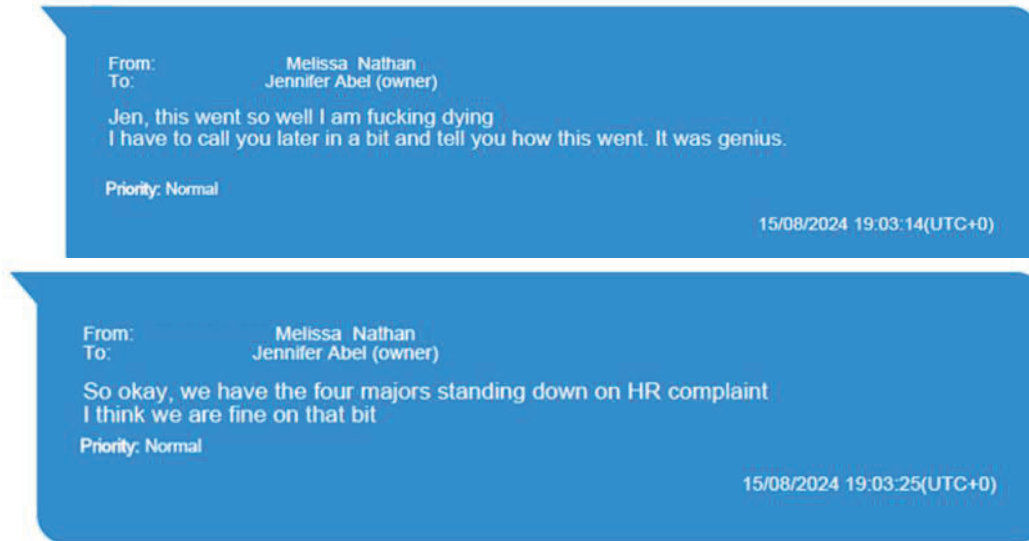 From: Melissa Nathan
To: Jennifer Abel (owner)
Jen, this went so well I am fucking dying
I have to call you later in a bit and tell you how this went. It was genius.
Priority: Normal
15/08/2024 19:03:14(UTC+0)
From: Melissa Nathan
To: Jennifer Abel (owner)
So okay, we have the four majors standing down on HR complaint
I think we are fine on that bit
Priority: Normal
15/08/2024 19:03:25(UTC+0)